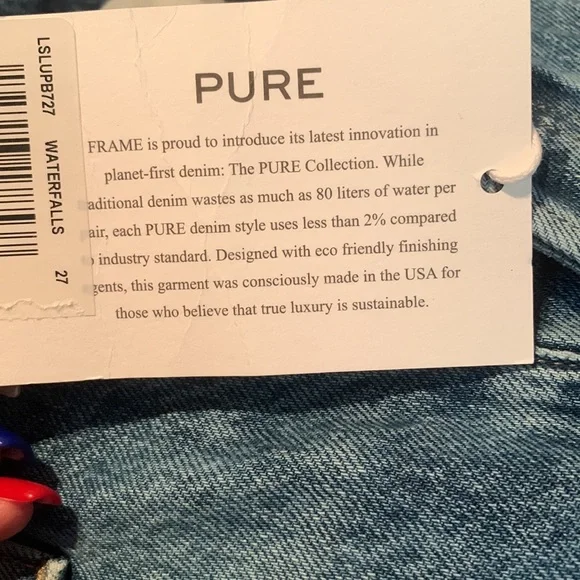 PURE
FRAME is proud to introduce its latest innovation in
planet-first denim: The PURE Collection. While
aditional denim wastes as much as 80 liters of water per
air, each PURE denim style uses less than 2% compared
industry standard. Designed with eco friendly finishing
gents, this garment was consciously made in the USA for
those who believe that true luxury is sustainable.
LSLUPB727 WATERFALLS 27